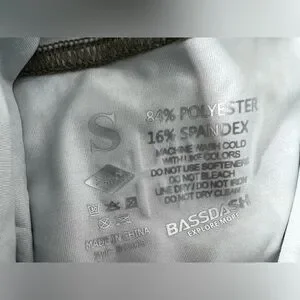 S
84% POLYESTER
16% SPANDEX
MACHINE WASH COLD
WITH LIKE COLORS
DO NOT USE SOFTENERS
DO NOT BLEACH
LINE DRY / DO NOT IRON
DO NOT DRY CLEAN
MADE IN CHINA
BASSDASH
EXPLORE MORE